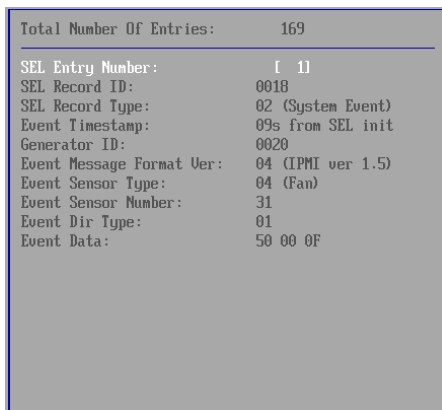 Total Number Of Entries: 169
SEL Entry Number: [ 1]
SEL Record ID: 0018
SEL Record Type: 02 (System Event)
Event Timestamp: 09s from SEL init
Generator ID: 0020
Event Message Format Ver: 04 (IPMI ver 1.5)
Event Sensor Type: 04 (Fan)
Event Sensor Number: 31
Event Dir Type: 01
Event Data: 50 00 0F